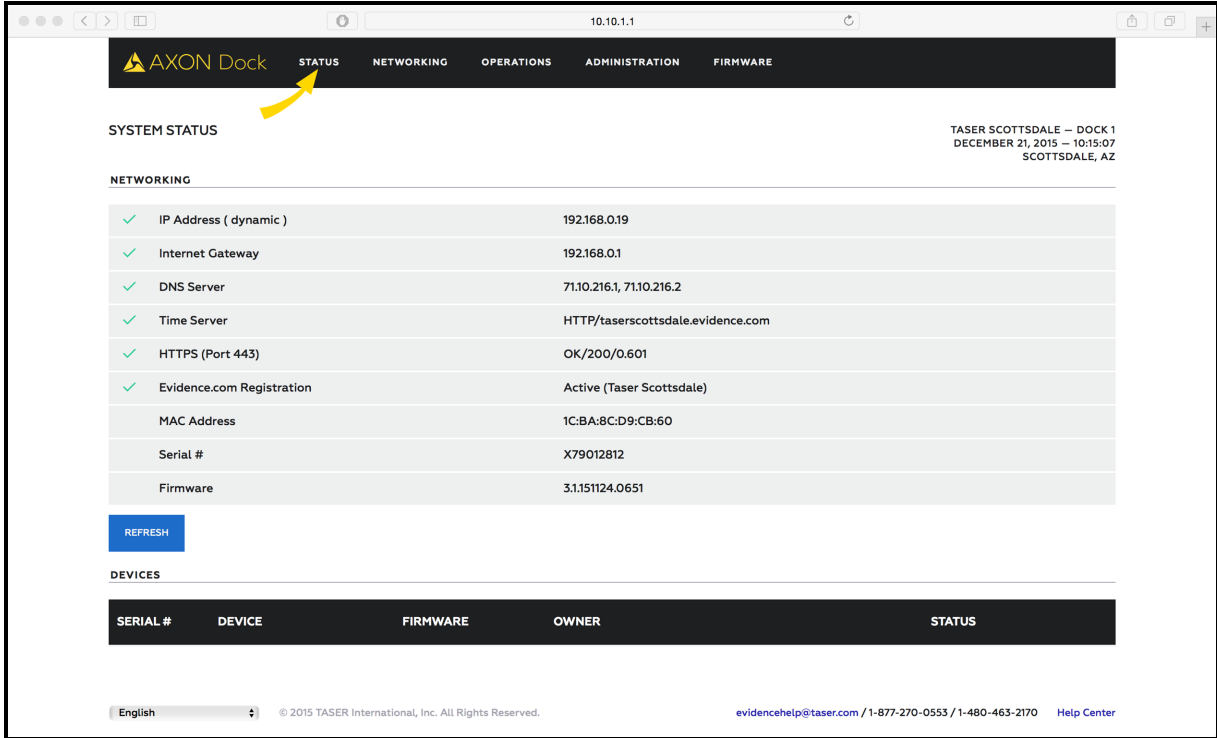 10.10.1.1
AXON Dock STATUS NETWORKING OPERATIONS ADMINISTRATION FIRMWARE
SYSTEM STATUS
TASER SCOTTSDALE — DOCK 1
DECEMBER 21, 2015 — 10:15:07
SCOTTSDALE, AZ
NETWORKING
IP Address ( dynamic ) 192.168.0.19
Internet Gateway 192.168.0.1
DNS Server 71.10.216.1, 71.10.216.2
Time Server HTTP/taserscottsdale.evidence.com
HTTPS (Port 443) OK/200/0.601
Evidence.com Registration Active (Taser Scottsdale)
MAC Address 1C:BA:8C:D9:CB:60
Serial # X79012812
Firmware 3.1.151124.0651
REFRESH
DEVICES
SERIAL # DEVICE FIRMWARE OWNER STATUS
English © 2015 TASER International, Inc. All Rights Reserved. evidencehelp@taser.com / 1-877-270-0553 / 1-480-463-2170 Help Center